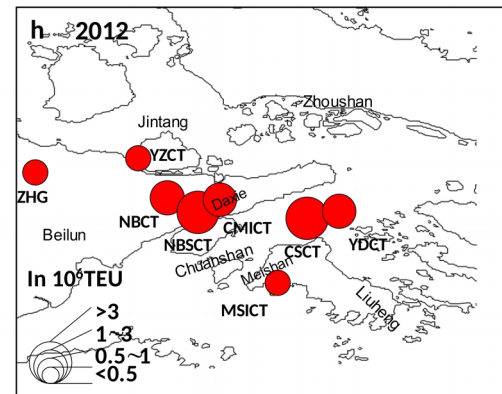 h 2012
Zhoushan
Jintang
YZCT
ZHG
Daxie
NBCT
CMICT
Beilun
NBSCT
CSCT
YDCT
Chuanshan
Meishan
In 10⁶TEU
MSICT
Liuheng
>3
1~3
0.5~1
<0.5